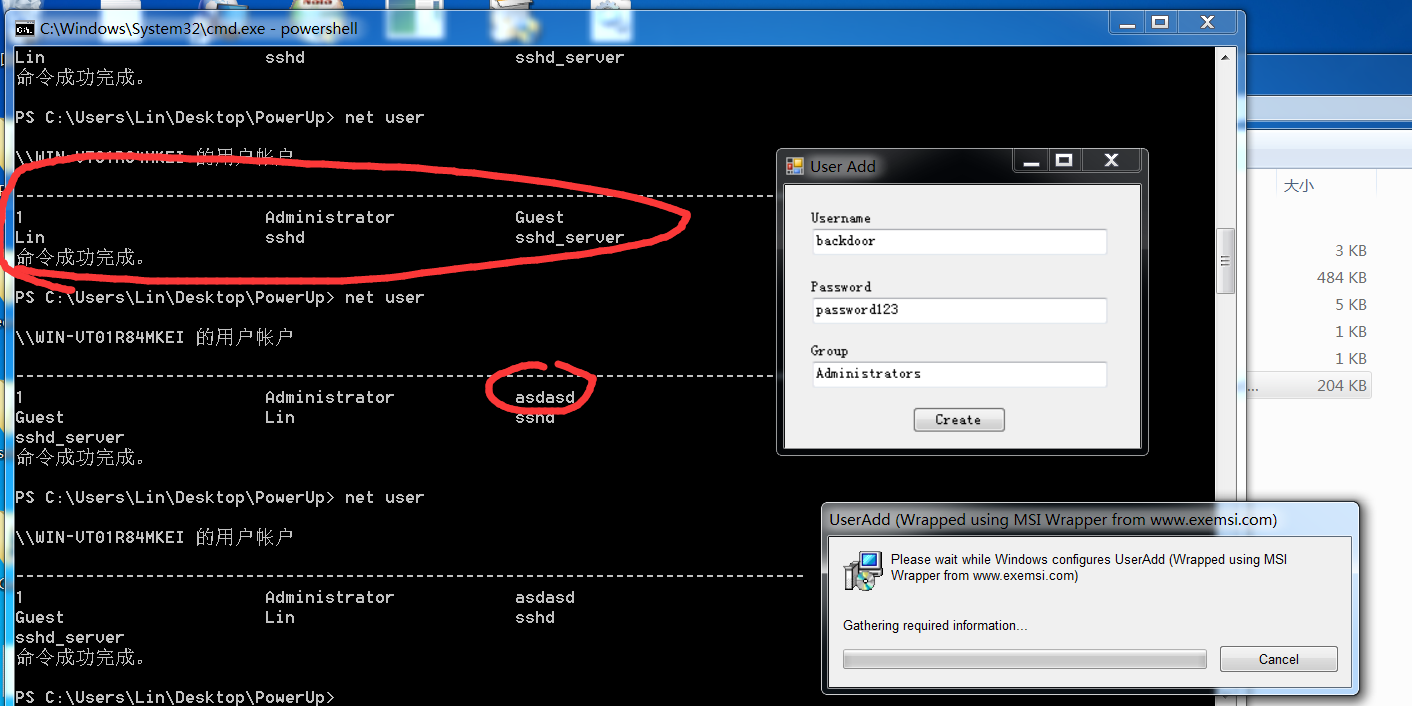 C:\Windows\System32\cmd.exe - powershell
Lin sshd sshd_server
命令成功完成。
PS C:\Users\Lin\Desktop\PowerUp> net user
\\WIN-VT01R84MKEI 的用户帐户
-------------------------------------------------------------------------------
1 Administrator Guest
Lin sshd sshd_server
命令成功完成。
PS C:\Users\Lin\Desktop\PowerUp> net user
\\WIN-VT01R84MKEI 的用户帐户
-------------------------------------------------------------------------------
1 Administrator asdasd
Guest Lin sshd
sshd_server
命令成功完成。
PS C:\Users\Lin\Desktop\PowerUp> net user
\\WIN-VT01R84MKEI 的用户帐户
-------------------------------------------------------------------------------
1 Administrator asdasd
Guest Lin sshd
sshd_server
命令成功完成。
PS C:\Users\Lin\Desktop\PowerUp>
User Add
Username
backdoor
Password
password123
Group
Administrators
Create
大小
3 KB
484 KB
5 KB
1 KB
1 KB
... 204 KB
UserAdd (Wrapped using MSI Wrapper from www.exemsi.com)
Please wait while Windows configures UserAdd (Wrapped using MSI
Wrapper from www.exemsi.com)
Gathering required information...
Cancel